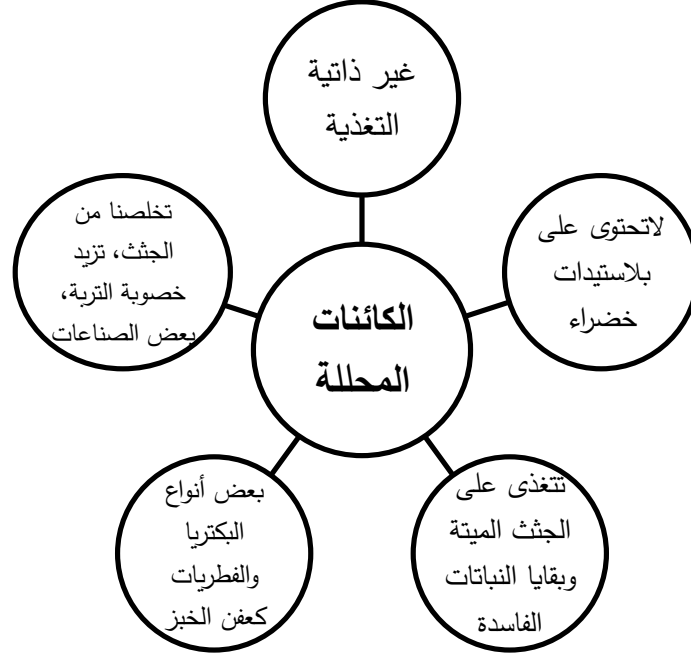 غير ذاتية
التغذية
لاتحتوى على
بلاستيدات
خضراء
تخلصنا من
الجثث، تزيد
خصوبة التربة،
بعض الصناعات
الكائنات
المحللة
تتغذى على
الجثث الميتة
وبقايا النباتات
الفاسدة
بعض أنواع
البكتريا
والفطريات
كعفن الخبز